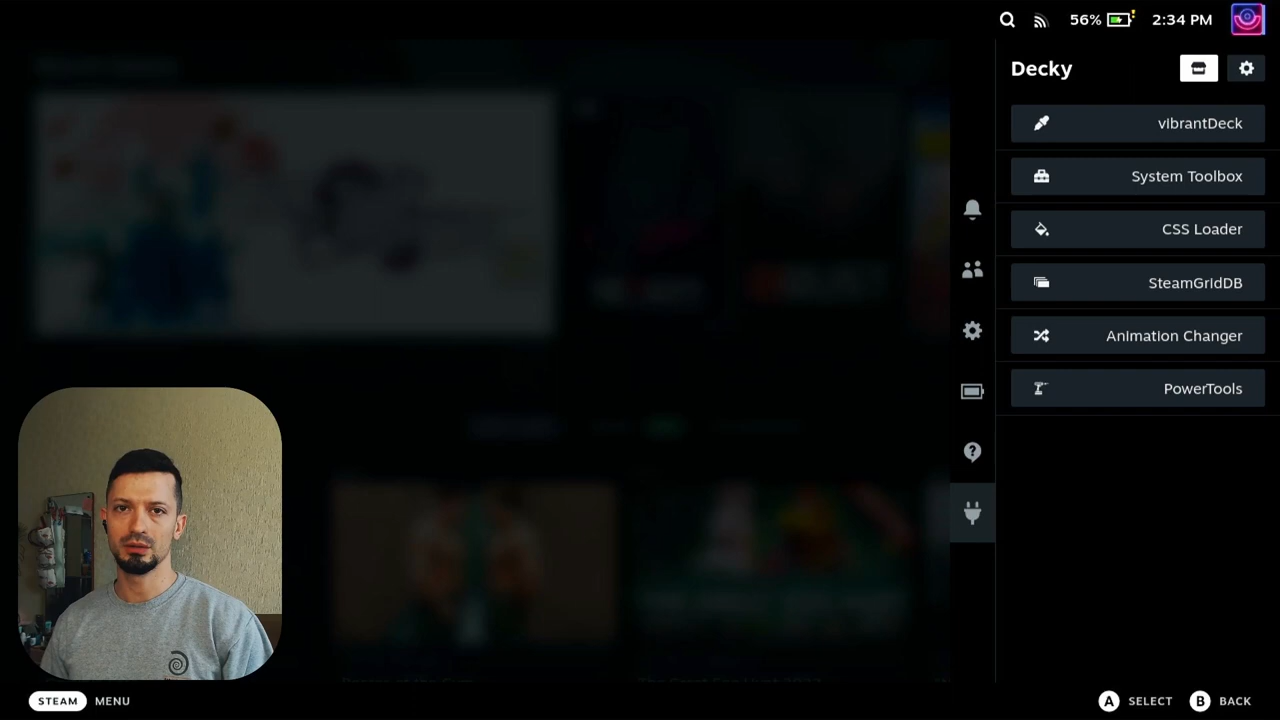 56%
2:34 PM
Decky
vibrantDeck
System Toolbox
CSS Loader
SteamGridDB
Animation Changer
PowerTools
STEAM MENU
A SELECT B BACK